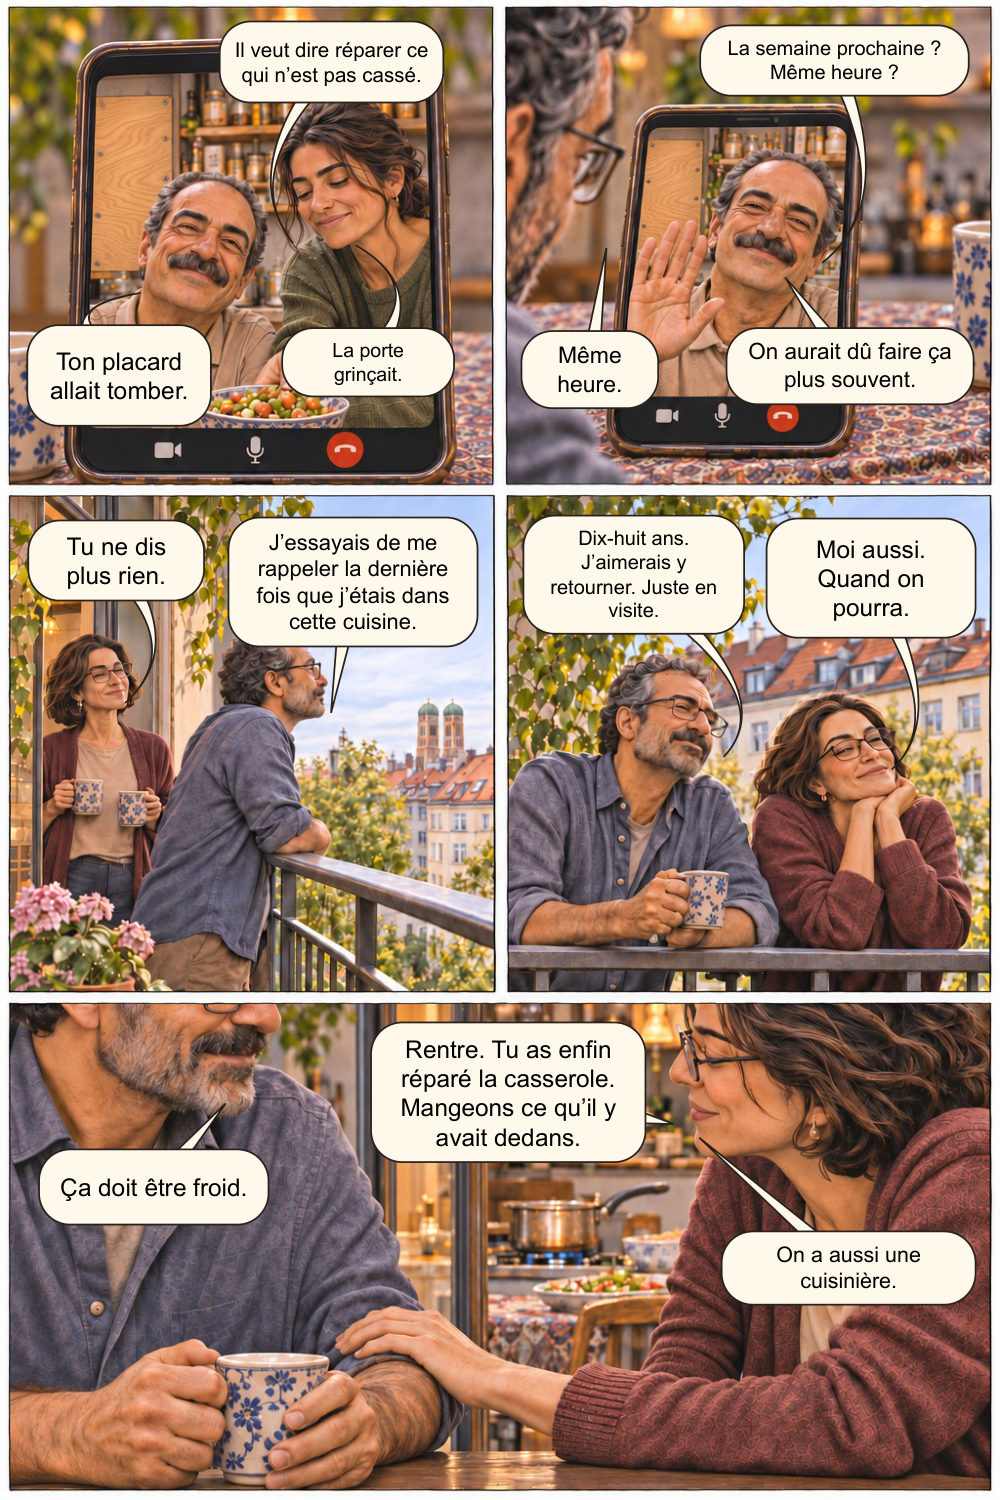 Il veut dire réparer ce
qui n’est pas cassé.
Ton placard
allait tomber.
La porte
grinçait.
La semaine prochaine ?
Même heure ?
Même
heure.
On aurait dû faire ça
plus souvent.
Tu ne dis
plus rien.
J’essayais de me
rappeler la dernière
fois que j’étais dans
cette cuisine.
Dix-huit ans.
J’aimerais y
retourner. Juste en
visite.
Moi aussi.
Quand on
pourra.
Rentre. Tu as enfin
réparé la casserole.
Mangeons ce qu’il y
avait dedans.
Ça doit être froid.
On a aussi une
cuisinière.